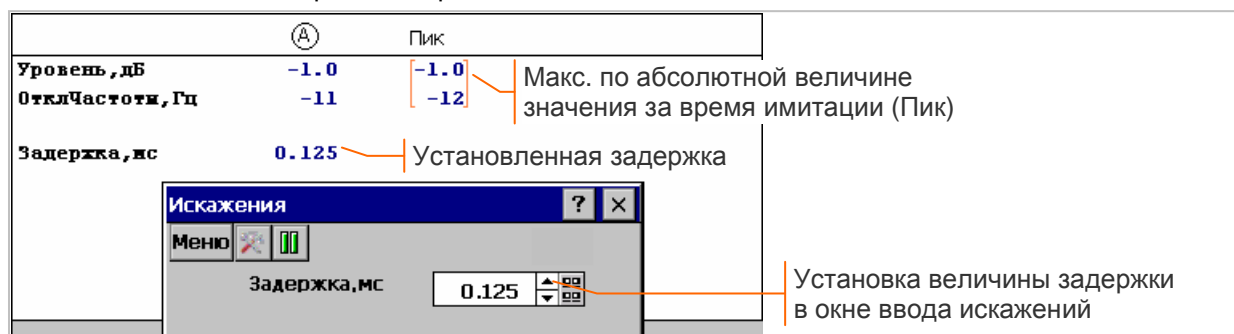 Ⓐ Пик
Уровень,дБ -1.0 [-1.0]
ОтклЧастоты,Гц -11 [ -12]
Макс. по абсолютной величине
значения за время имитации (Пик)
Задержка,мс 0.125
Установленная задержка
Искажения ? ×
Меню
Задержка,мс 0.125
Установка величины задержки
в окне ввода искажений